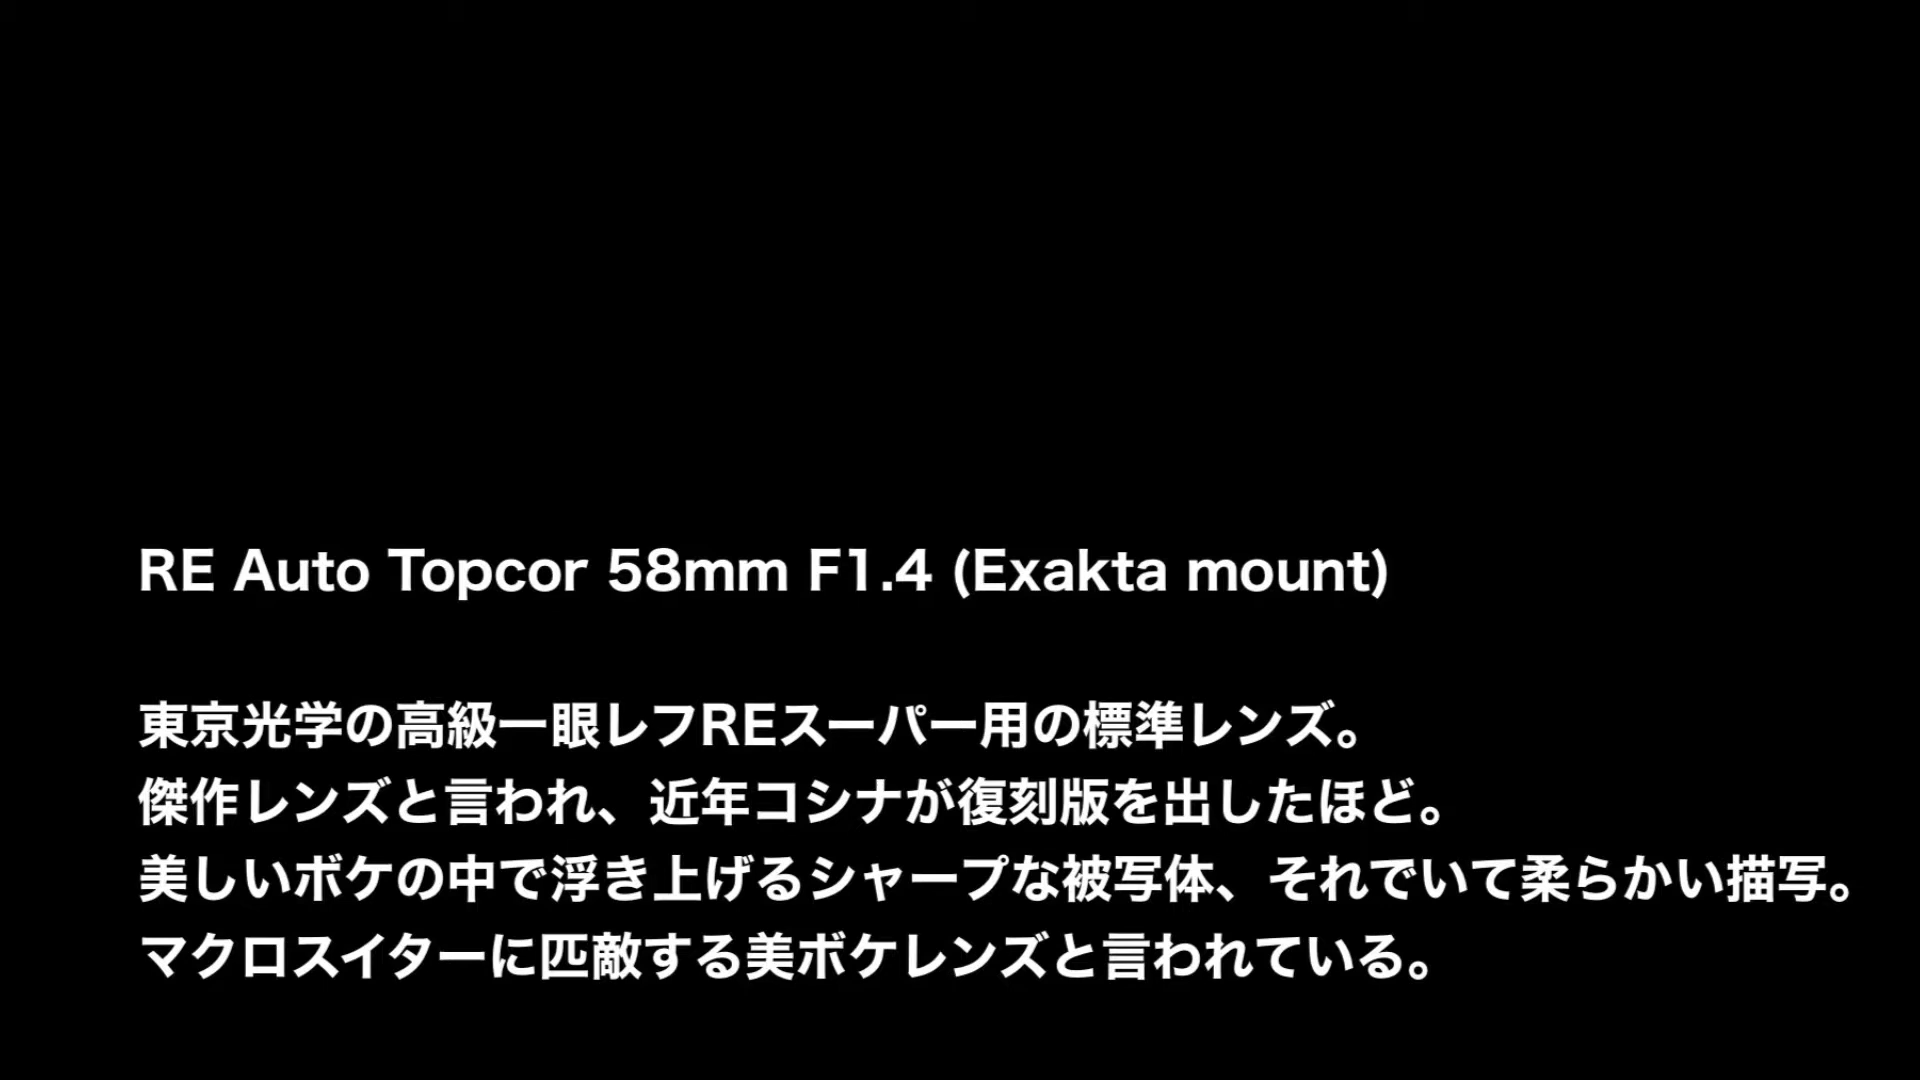 RE Auto Topcor 58mm F1.4 (Exakta mount)
東京光学の高級一眼レフREスーパー用の標準レンズ。
傑作レンズと言われ、近年コシナが復刻版を出したほど。
美しいボケの中で浮き上げるシャープな被写体、それでいて柔らかい描写。
マクロスイターに匹敵する美ボケレンズと言われている。